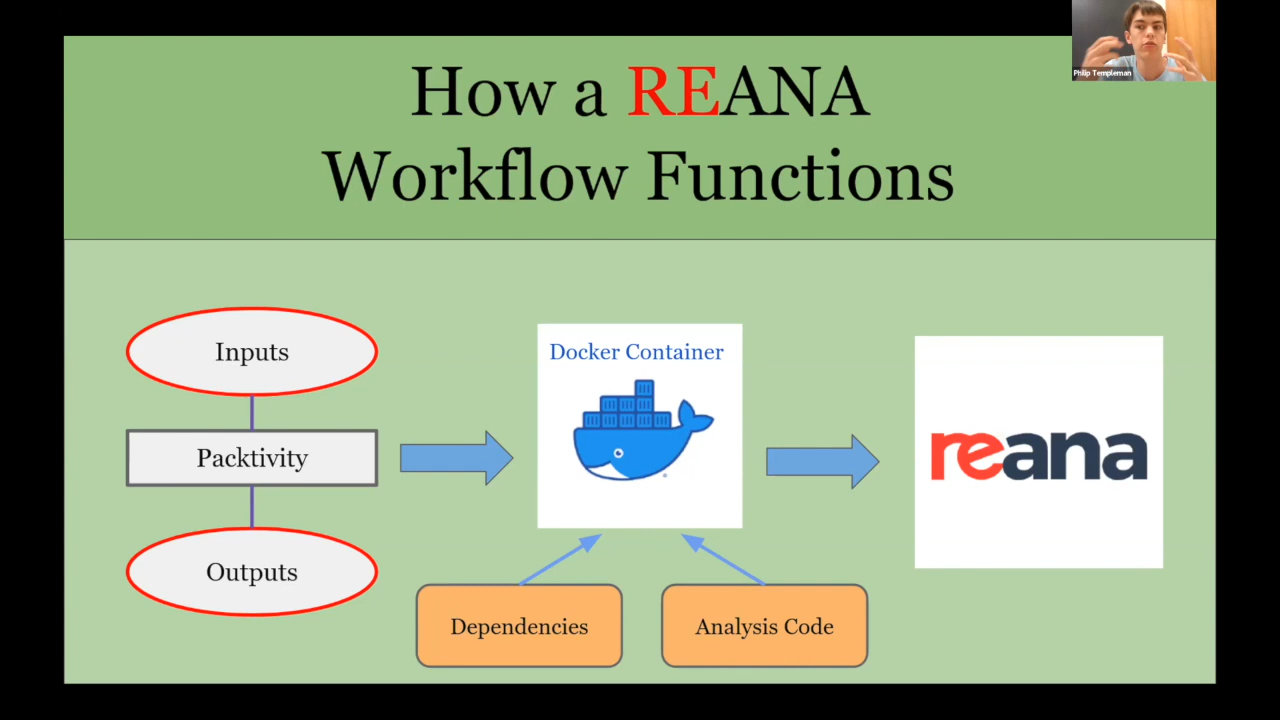 How a REANA
Workflow Functions
Philip Templeman
Inputs
Packtivity
Outputs
Docker Container
reana
Dependencies
Analysis Code